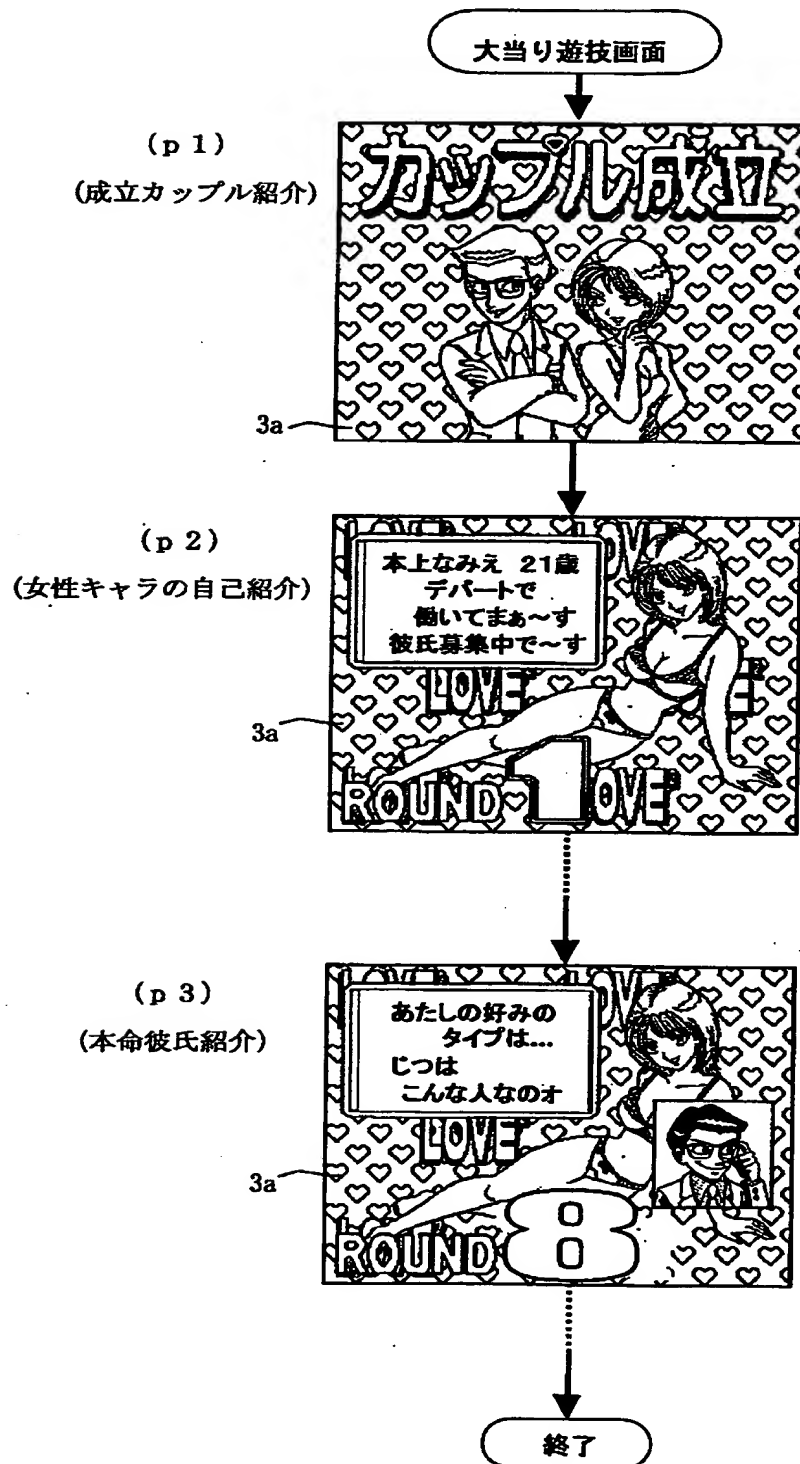 大当り遊技画面
(p 1)
(成立カップル紹介)
カップル成立
3a
(p 2)
(女性キャラの自己紹介)
本上なみえ 21歳
デパートで
働いてまぁ～す
彼氏募集中で～す
LOVE
3a
ROUND 1 OVE
(p 3)
(本命彼氏紹介)
あたしの好みの
タイプは...
じつは
こんな人なのォ
LOVE
3a
ROUND 8
終了